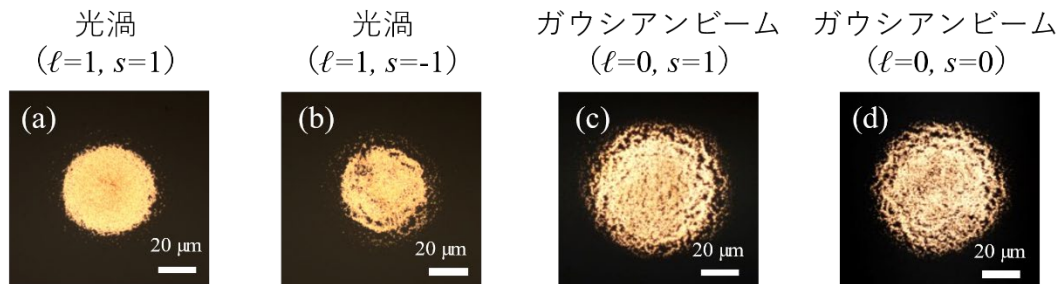 光渦
(ℓ=1, s=1)
光渦
(ℓ=1, s=-1)
ガウシアンビーム
(ℓ=0, s=1)
ガウシアンビーム
(ℓ=0, s=0)
(a)
20 μm
(b)
20 μm
(c)
20 μm
(d)
20 μm